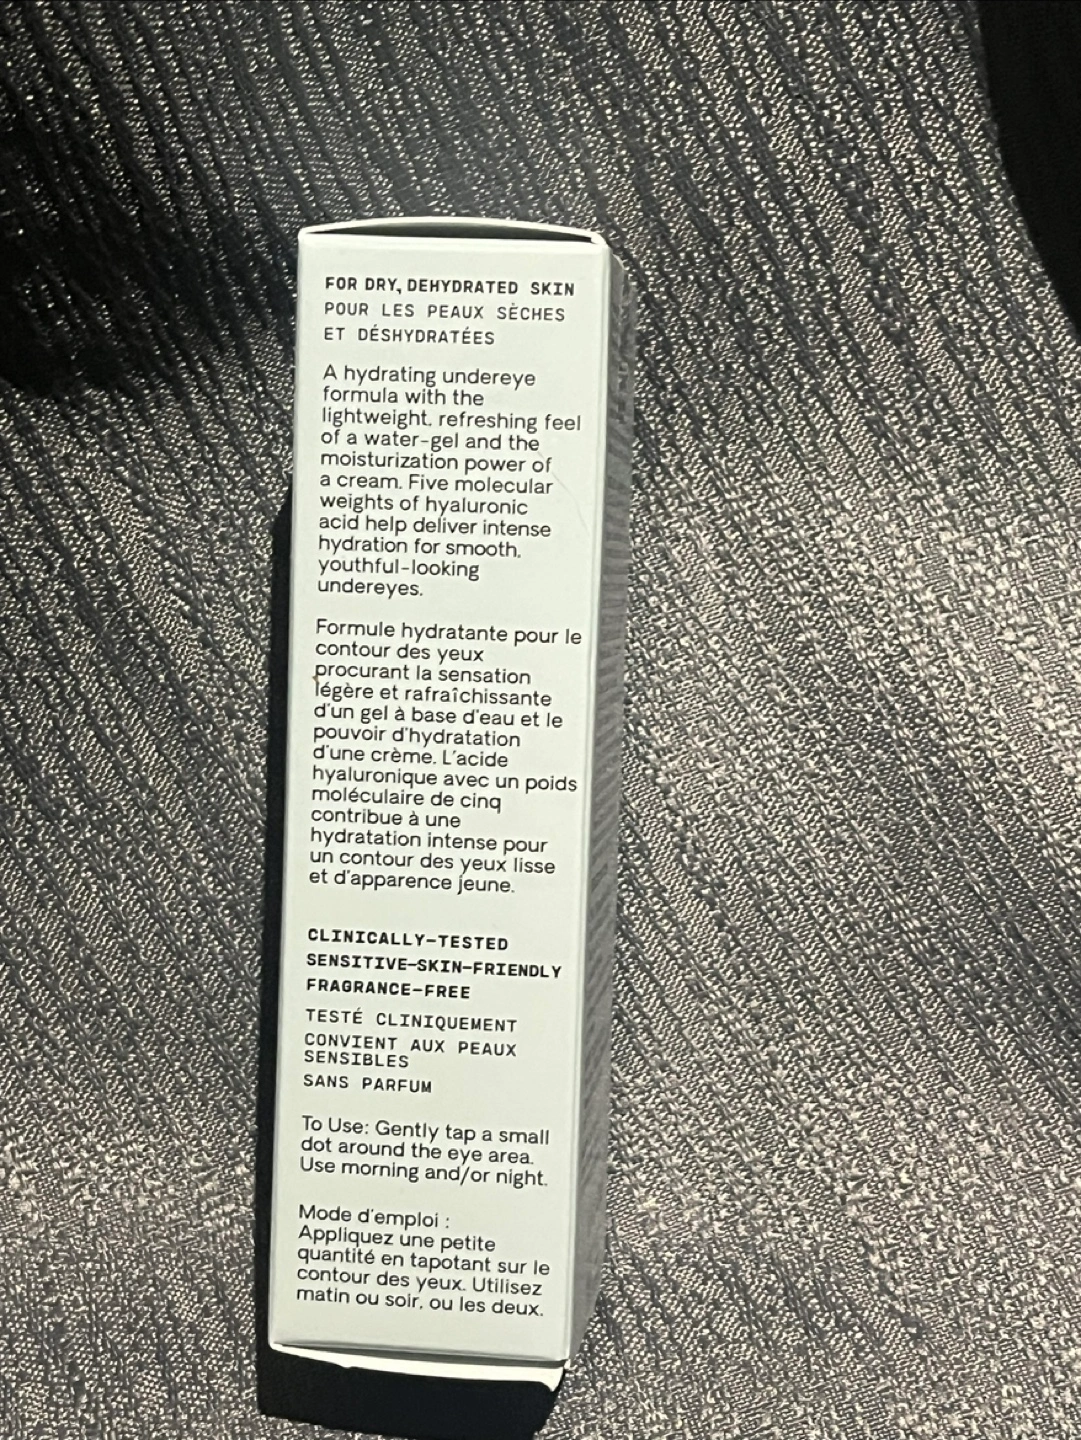 FOR DRY, DEHYDRATED SKIN
POUR LES PEAUX SÈCHES
ET DÉSHYDRATÉES
A hydrating undereye
formula with the
lightweight, refreshing feel
of a water-gel and the
moisturization power of
a cream. Five molecular
weights of hyaluronic
acid help deliver intense
hydration for smooth,
youthful-looking
undereyes.
Formule hydratante pour le
contour des yeux
procurant la sensation
légère et rafraîchissante
d'un gel à base d'eau et le
pouvoir d'hydratation
d'une crème. L'acide
hyaluronique avec un poids
moléculaire de cinq
contribue à une
hydratation intense pour
un contour des yeux lisse
et d'apparence jeune.
CLINICALLY-TESTED
SENSITIVE-SKIN-FRIENDLY
FRAGRANCE-FREE
TESTÉ CLINIQUEMENT
CONVIENT AUX PEAUX
SENSIBLES
SANS PARFUM
To Use: Gently tap a small
dot around the eye area.
Use morning and/or night.
Mode d'emploi :
Appliquez une petite
quantité en tapotant sur le
contour des yeux. Utilisez
matin ou soir, ou les deux.